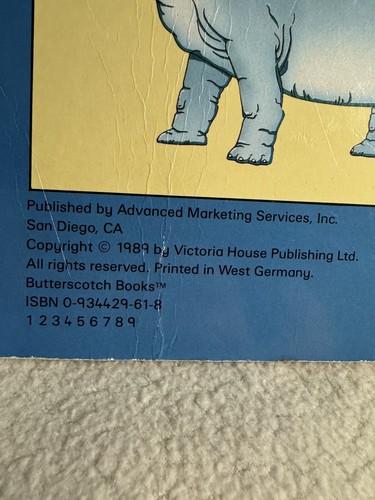 Published by Advanced Marketing Services, Inc.
San Diego, CA
Copyright © 1989 by Victoria House Publishing Ltd.
All rights reserved. Printed in West Germany.
Butterscotch Books™
ISBN 0-934429-61-8
1 2 3 4 5 6 7 8 9